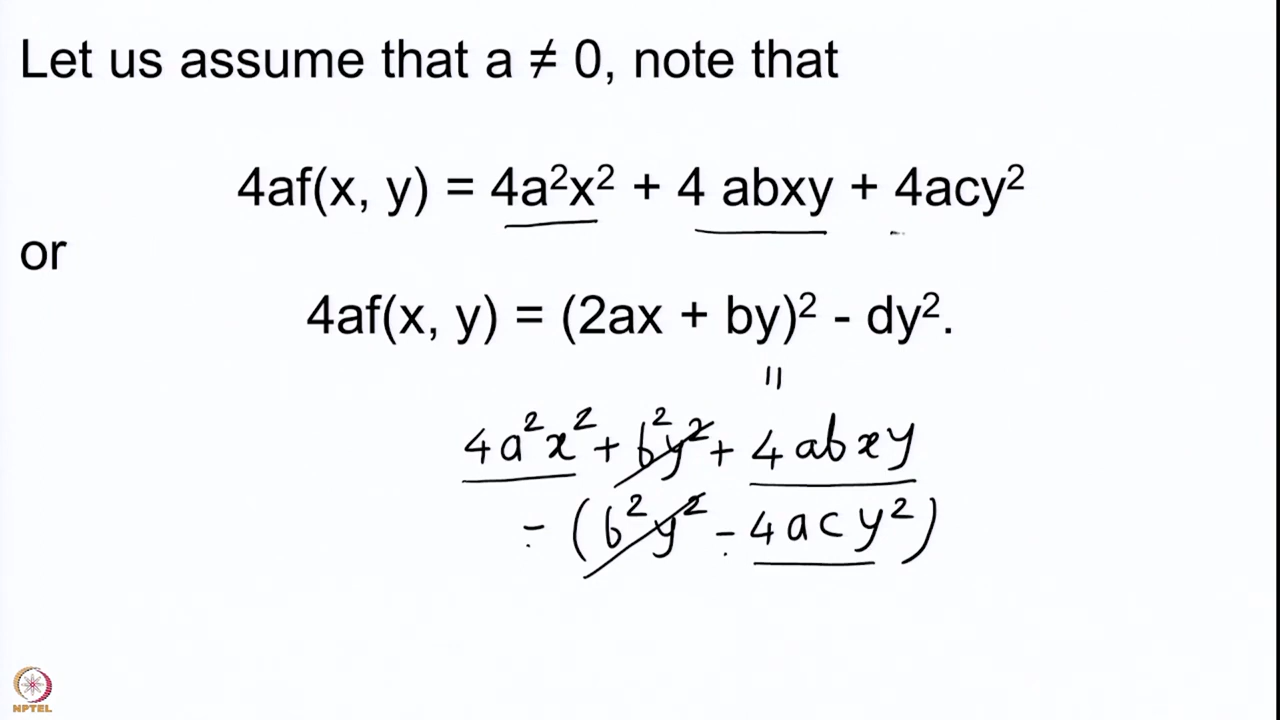 Let us assume that a ≠ 0, note that
4af(x, y) = 4a²x² + 4 abxy + 4acy²
or
4af(x, y) = (2ax + by)² - dy².
||
4a²x² + b²y² + 4abxy
- (b²y² - 4acy²)
NPTEL